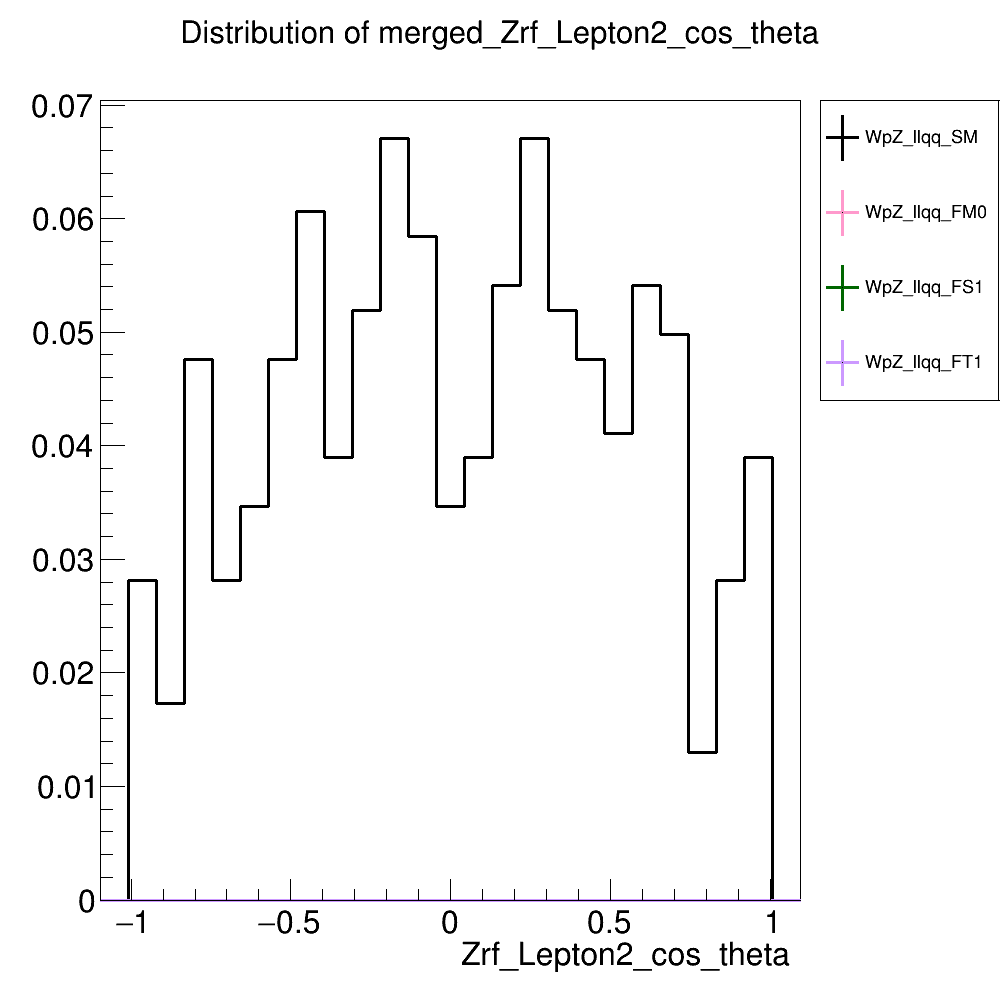 Distribution of merged_Zrf_Lepton2_cos_theta
0.07
0.06
0.05
0.04
0.03
0.02
0.01
0
−1
−0.5
0
0.5
1
Zrf_Lepton2_cos_theta
WpZ_llqq_SM
WpZ_llqq_FM0
WpZ_llqq_FS1
WpZ_llqq_FT1